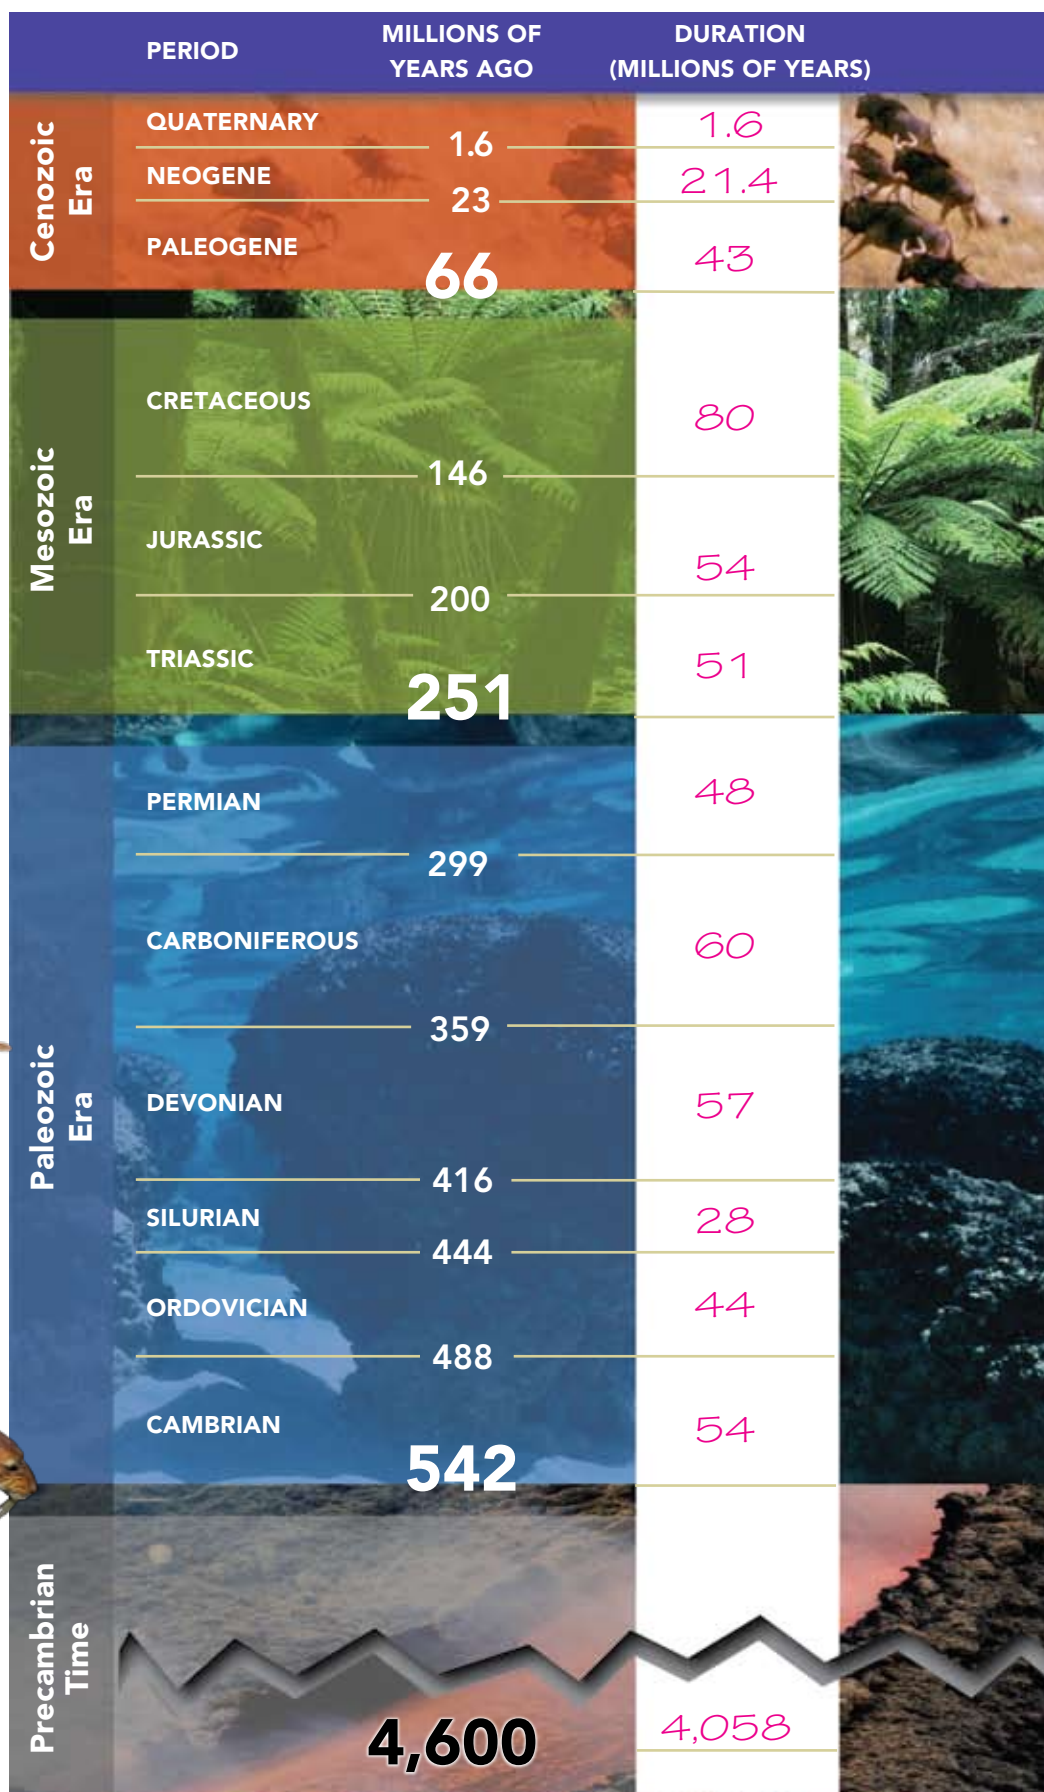 PERIOD
MILLIONS OF
YEARS AGO
DURATION
(MILLIONS OF YEARS)
Cenozoic
Era
QUATERNARY
1.6
1.6
NEOGENE
21.4
23
PALEOGENE
43
66
Mesozoic
Era
CRETACEOUS
80
146
JURASSIC
54
200
TRIASSIC
51
251
Paleozoic
Era
PERMIAN
48
299
CARBONIFEROUS
60
359
DEVONIAN
57
416
SILURIAN
28
444
ORDOVICIAN
44
488
CAMBRIAN
54
542
Precambrian
Time
4,600
4,058